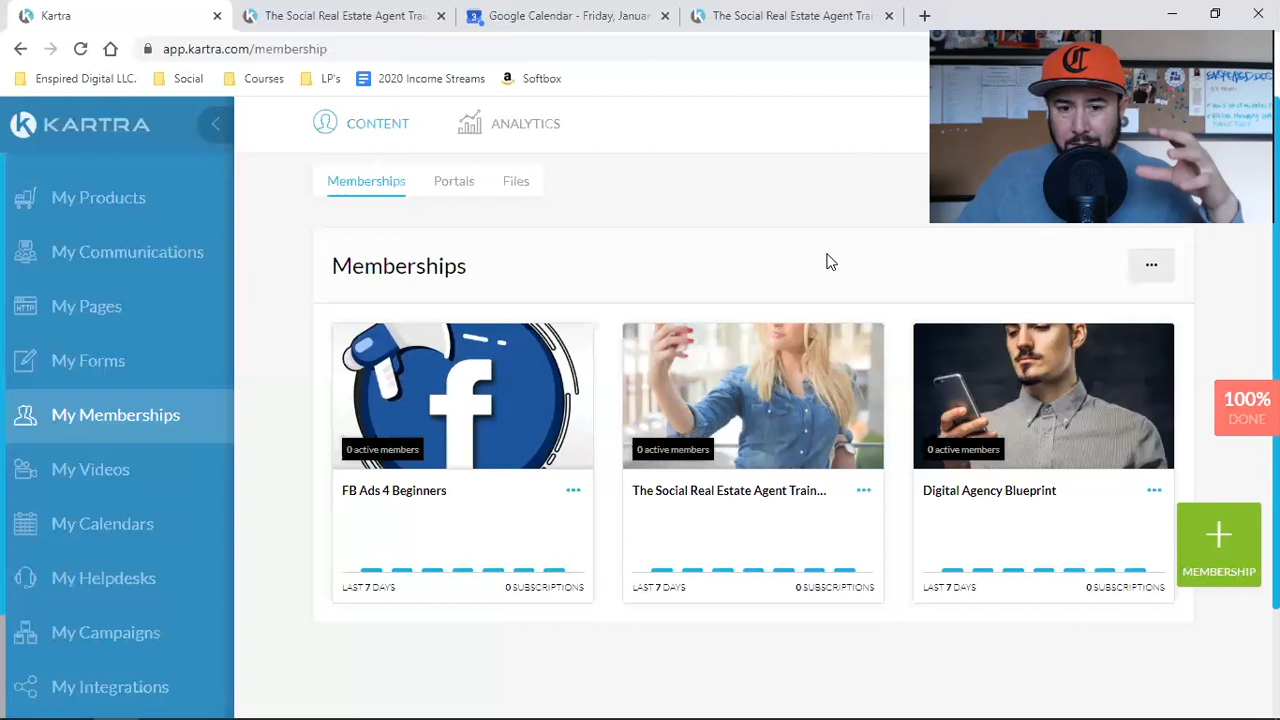 Kartra
The Social Real Estate Agent Train
Google Calendar - Friday, Januar
The Social Real Estate Agent Trai
app.kartra.com/membership
Enspired Digital LLC.
Social
LP's
2020 Income Streams
Softbox
KARTRA
CONTENT
ANALYTICS
My Products
My Communications
My Pages
My Forms
My Memberships
My Videos
My Calendars
My Helpdesks
My Campaigns
My Integrations
Memberships
Portals
Files
Memberships
...
0 active members
0 active members
0 active members
FB Ads 4 Beginners
...
The Social Real Estate Agent Train...
...
Digital Agency Blueprint
...
LAST 7 DAYS
0 SUBSCRIPTIONS
LAST 7 DAYS
0 SUBSCRIPTIONS
LAST 7 DAYS
0 SUBSCRIPTIONS
100%
DONE
MEMBERSHIP
HTTP
C